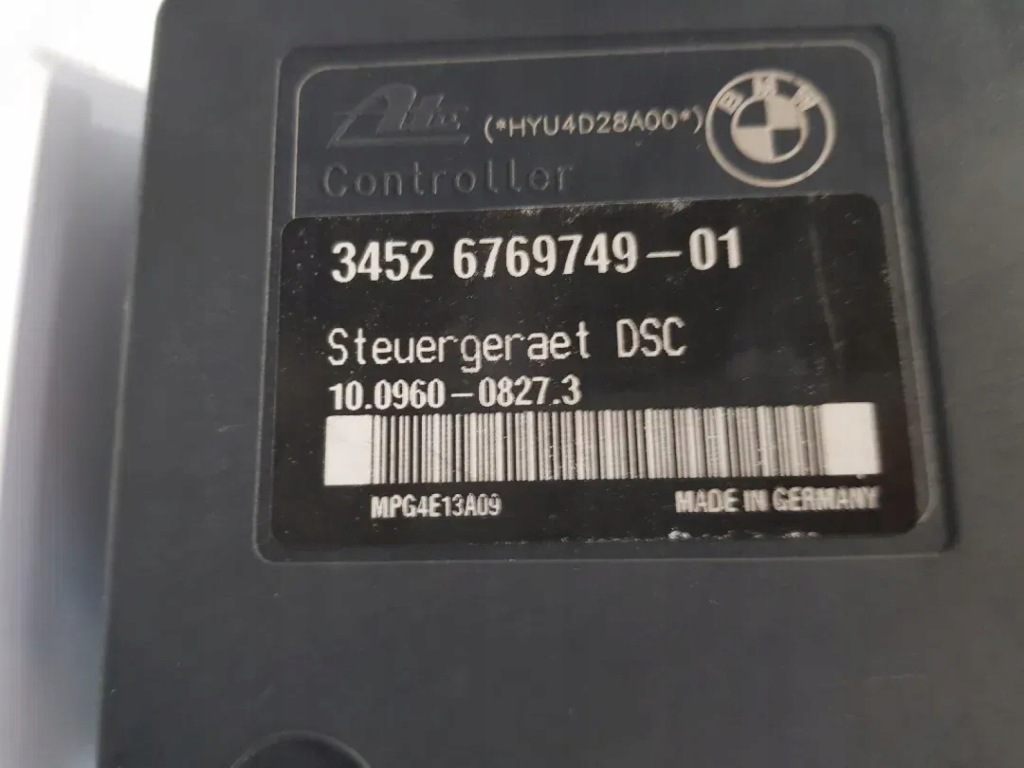 Ate (*HYU4D28A00*) BMW
Controller
3452 6769749-01
Steuergeraet DSC
10.0960-0827.3
MPG4E13A09 MADE IN GERMANY